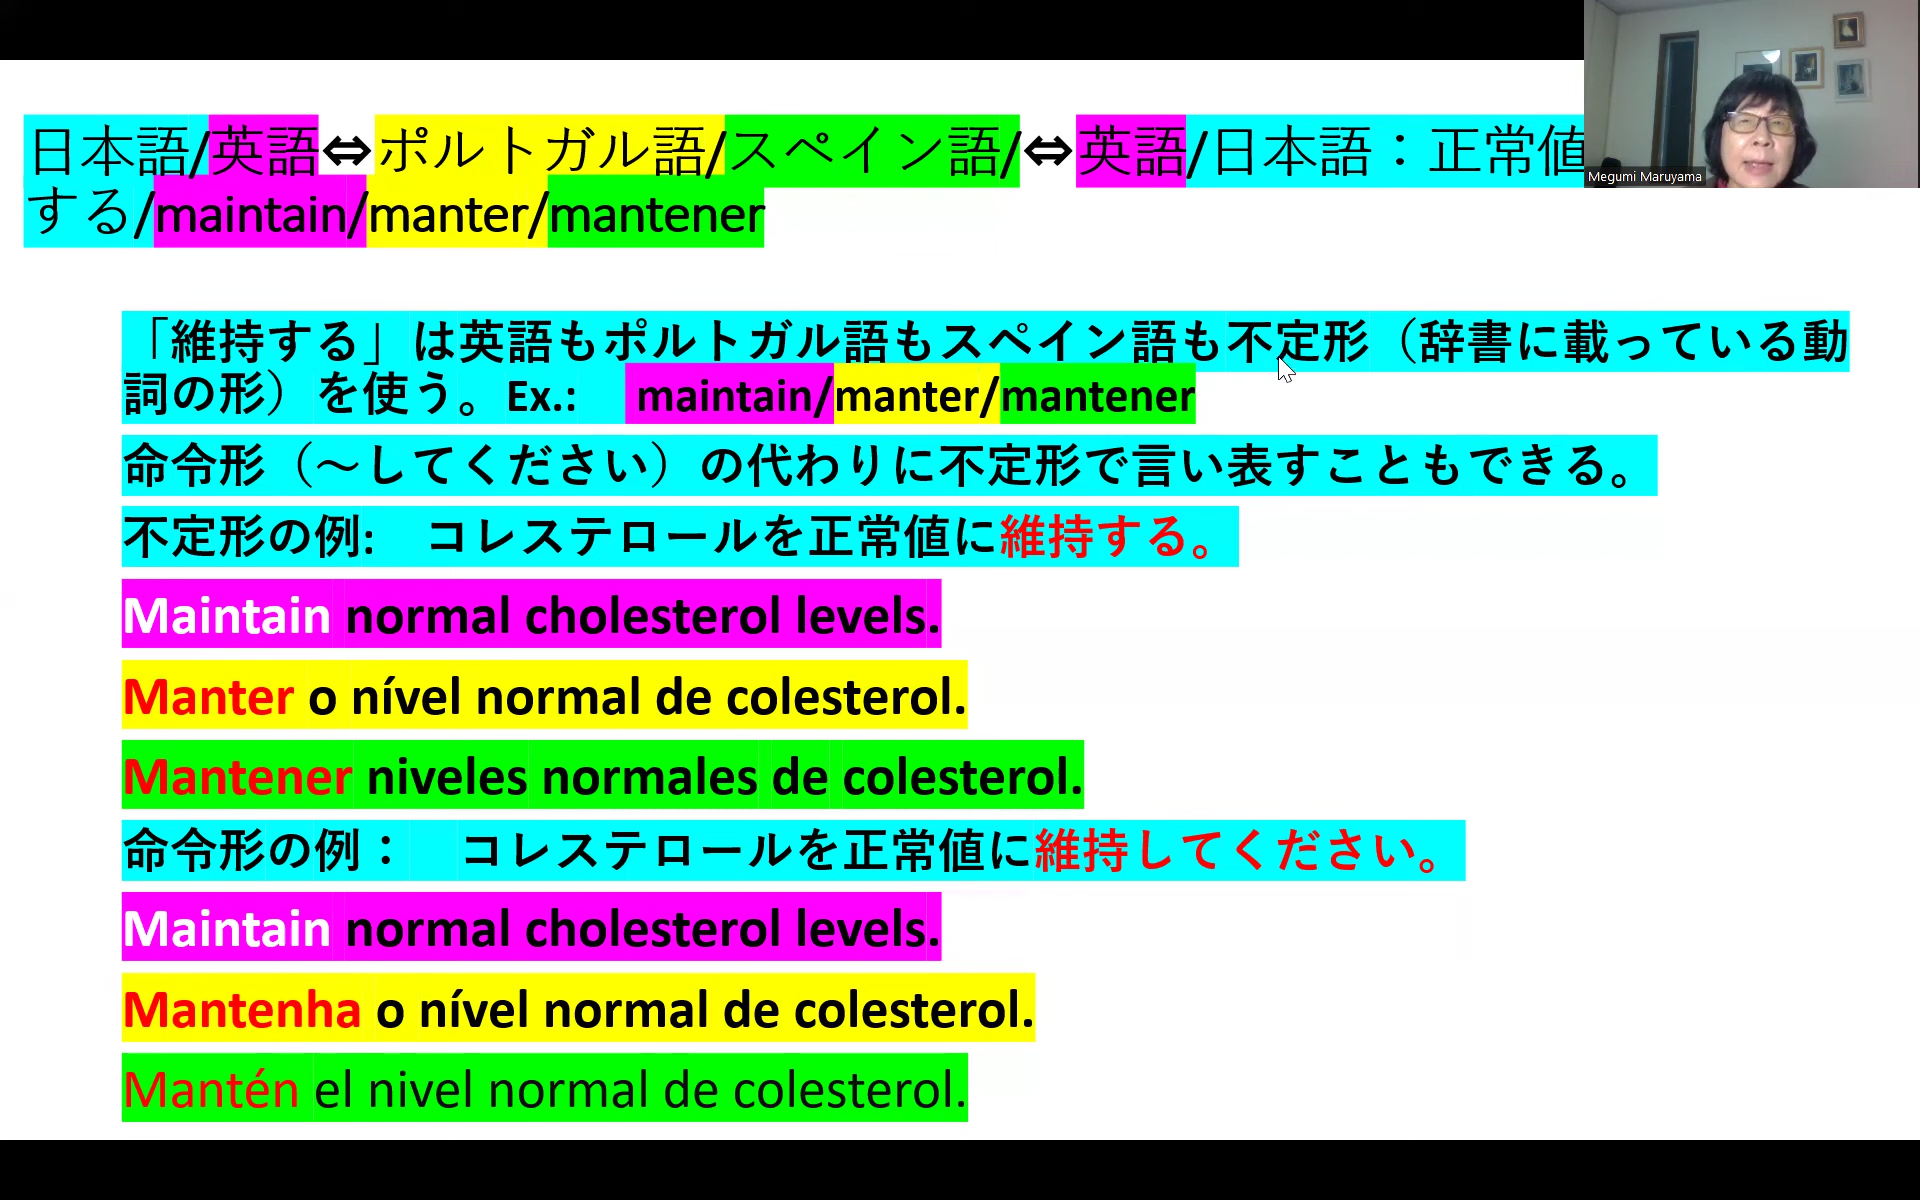 日本語/英語⇔ポルトガル語/スペイン語/⇔英語/日本語：正常値
する/maintain/manter/mantener
Megumi Maruyama
「維持する」は英語もポルトガル語もスペイン語も不定形（辞書に載っている動
詞の形）を使う。Ex.: maintain/manter/mantener
命令形（～してください）の代わりに不定形で言い表すこともできる。
不定形の例: コレステロールを正常値に維持する。
Maintain normal cholesterol levels.
Manter o nível normal de colesterol.
Mantener niveles normales de colesterol.
命令形の例： コレステロールを正常値に維持してください。
Maintain normal cholesterol levels.
Mantenha o nível normal de colesterol.
Mantén el nivel normal de colesterol.